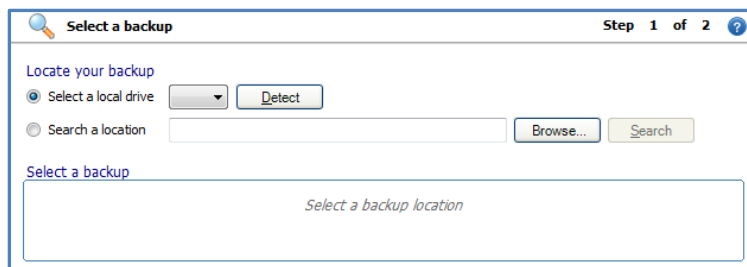 Select a backup Step 1 of 2 ?
Locate your backup
Select a local drive Detect
Search a location Browse... Search
Select a backup
Select a backup location